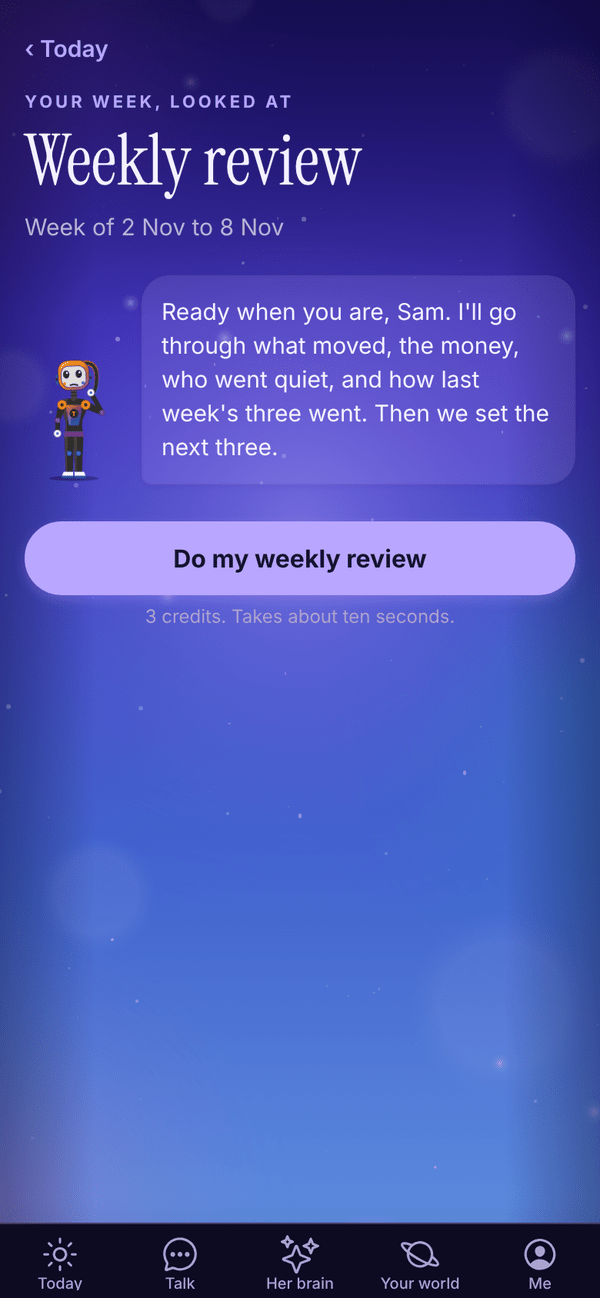 ‹ Today
YOUR WEEK, LOOKED AT
Weekly review
Week of 2 Nov to 8 Nov
Ready when you are, Sam. I'll go
through what moved, the money,
who went quiet, and how last
week's three went. Then we set the
next three.
Do my weekly review
3 credits. Takes about ten seconds.
Today
Talk
Her brain
Your world
Me